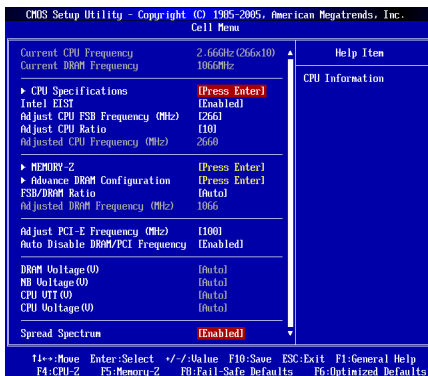 CMOS Setup Utility - Copyright (C) 1985-2005, American Megatrends, Inc.
Cell Menu
Current CPU Frequency 2.66GHz(266x10)
Current DRAM Frequency 1066MHz
▶ CPU Specifications [Press Enter]
Intel EIST [Enabled]
Adjust CPU FSB Frequency (MHz) [266]
Adjust CPU Ratio [10]
Adjusted CPU Frequency (MHz) 2660
▶ MEMORY-Z [Press Enter]
▶ Advance DRAM Configuration [Press Enter]
FSB/DRAM Ratio [Auto]
Adjusted DRAM Frequency (MHz) 1066
Adjust PCI-E Frequency (MHz) [100]
Auto Disable DRAM/PCI Frequency [Enabled]
DRAM Voltage(V) [Auto]
NB Voltage(V) [Auto]
CPU VTT(V) [Auto]
CPU Voltage(V) [Auto]
Spread Spectrum [Enabled]
Help Item
CPU Information
↑↓↔:Move Enter:Select +/-/:Value F10:Save ESC:Exit F1:General Help
F4:CPU-Z F5:Memory-Z F8:Fail-Safe Defaults F6:Optimized Defaults